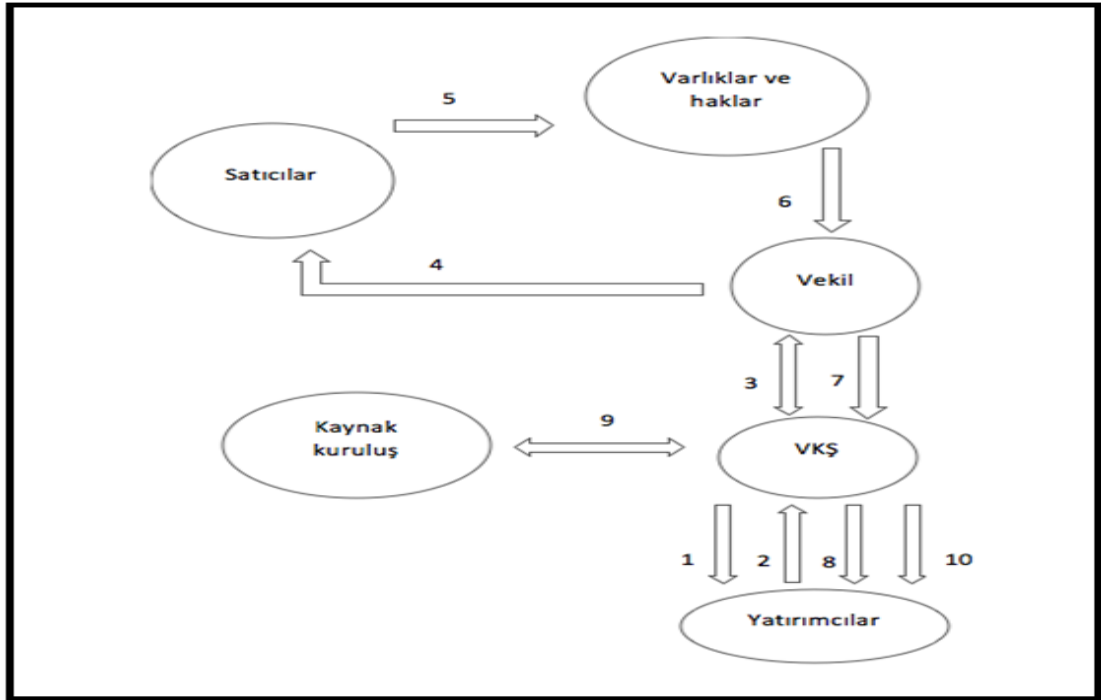 Varlıklar ve
haklar
5
Satıcılar
6
4
Vekil
3
7
Kaynak
kuruluş
9
VKŞ
1
2
8
10
Yatırımcılar